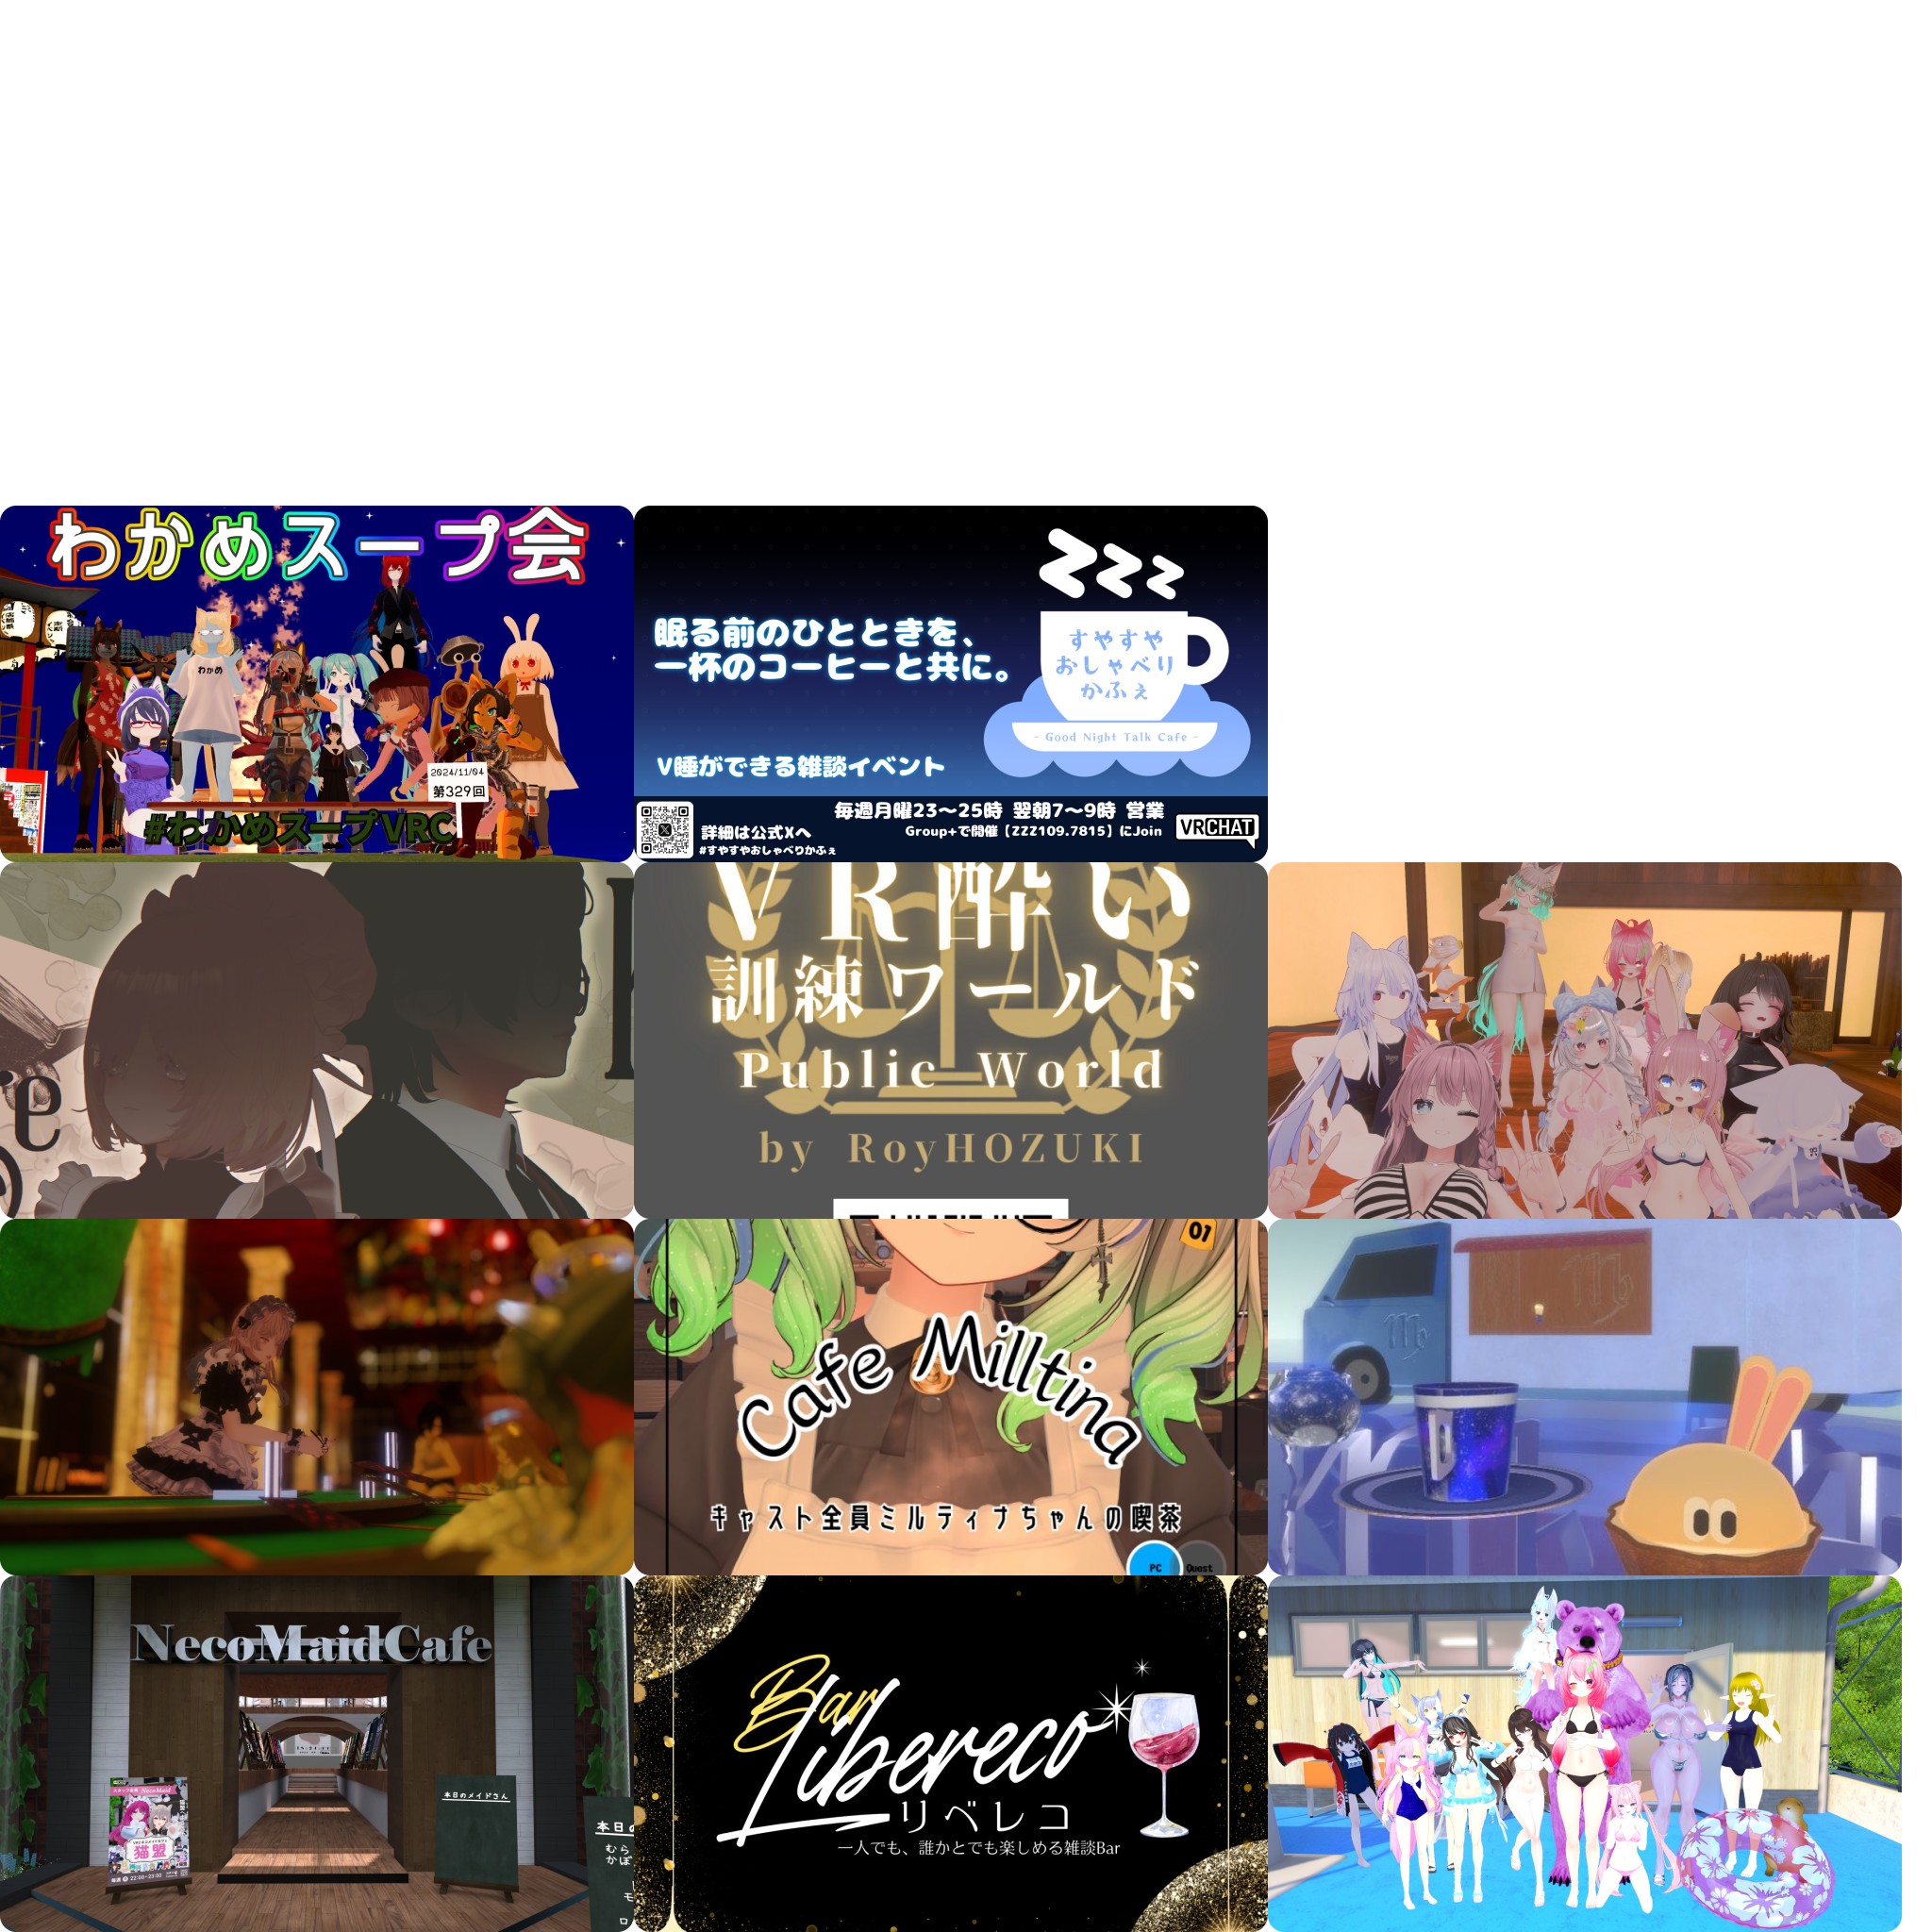 わかめスープ会
わかめ
2024/11/04
第329回
#わかめスープVRC
眠る前のひとときを、
一杯のコーヒーと共に。
すやすや
おしゃべり
かふぇ
- Good Night Talk Cafe -
V睡ができる雑談イベント
毎週月曜23〜25時 翌朝7〜9時 営業
Group+で開催【ZZZ109.7815】にJoin
詳細は公式Xへ
#すやすやおしゃべりかふぇ
VRCHAT
VR酔い
訓練ワールド
Public World
by RoyHOZUKI
01
Cafe Milltina
キャスト全員ミルティナちゃんの喫茶
PC
Quest
NecoMaidCafe
猫盟
本日のメイドさん
Bar
Libereco
リベレコ
一人でも、誰かとでも楽しめる雑談Bar